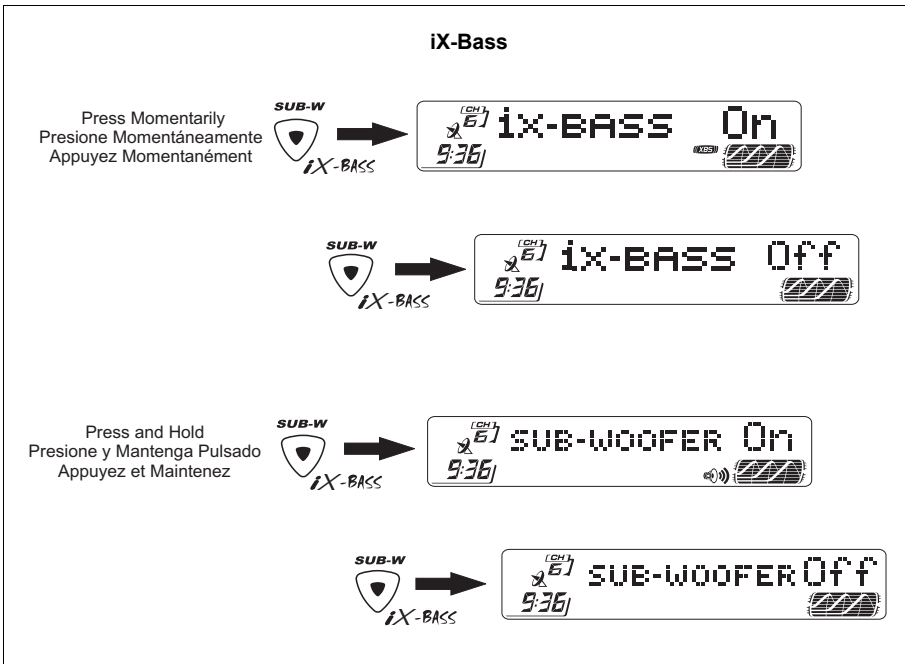 iX-Bass
Press Momentarily
Presione Momentáneamente
Appuyez Momentanément
SUB-W
iX-BASS
[CH]
6
ix-BASS On
9:36
((XBS))
SUB-W
iX-BASS
[CH]
6
ix-BASS Off
9:36
Press and Hold
Presione y Mantenga Pulsado
Appuyez et Maintenez
SUB-W
iX-BASS
[CH]
6
SUB-WOOFER On
9:36
SUB-W
iX-BASS
[CH]
6
SUB-WOOFER Off
9:36